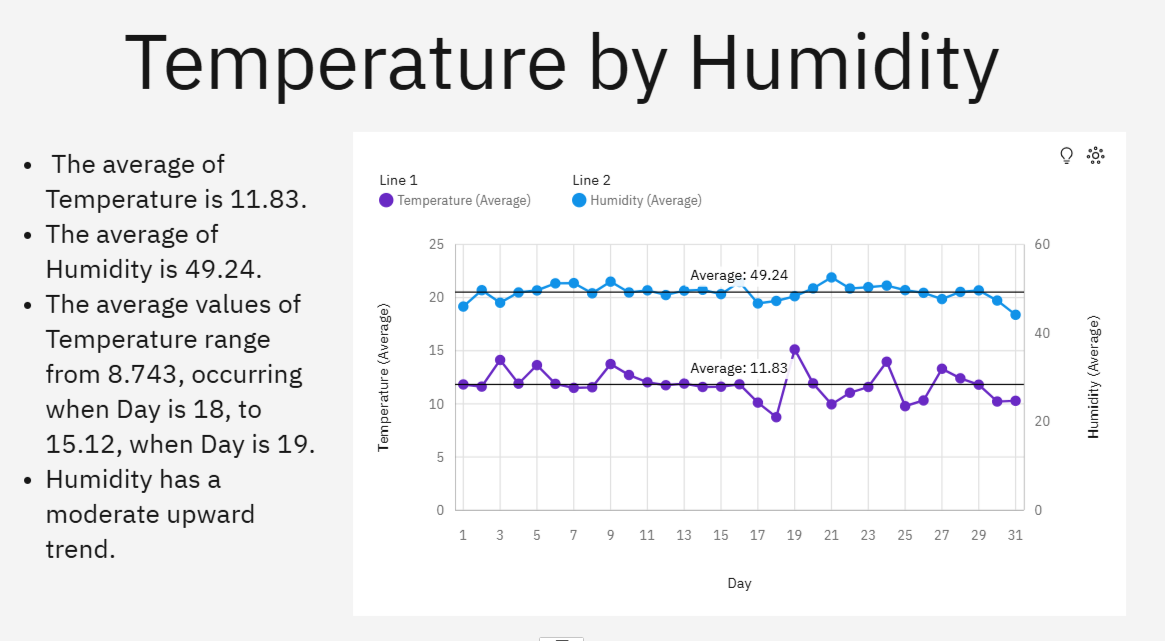 Temperature by Humidity
• The average of
Temperature is 11.83.
• The average of
Humidity is 49.24.
• The average values of
Temperature range
from 8.743, occurring
when Day is 18, to
15.12, when Day is 19.
• Humidity has a
moderate upward
trend.
Line 1
Temperature (Average)
Line 2
Humidity (Average)
Temperature (Average)
25
20
15
10
5
0
Average: 49.24
Average: 11.83
60
40
20
0
Humidity (Average)
1 3 5 7 9 11 13 15 17 19 21 23 25 27 29 31
Day